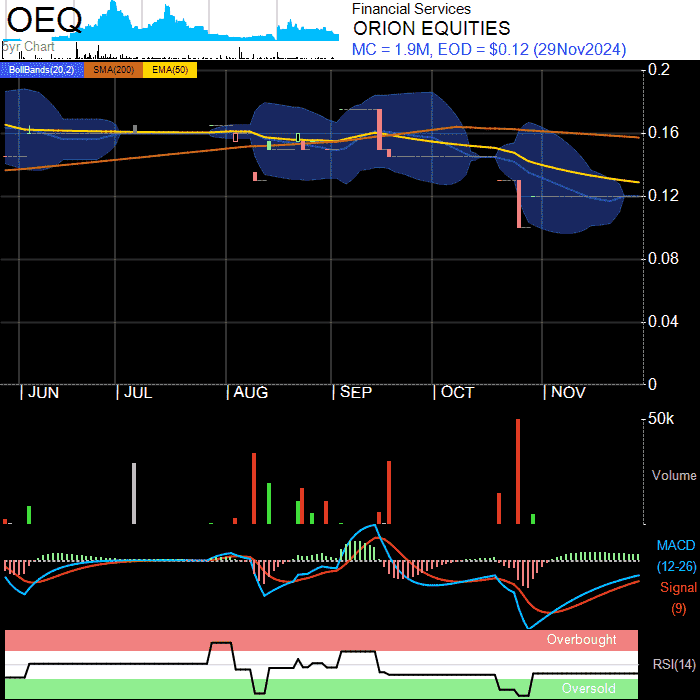 OEQ
Financial Services
ORION EQUITIES
MC = 1.9M, EOD = $0.12 (29Nov2024)
5yr Chart
BollBands(20,2) SMA(200) EMA(50)
0.2
0.16
0.12
0.08
0.04
0
JUN JUL AUG SEP OCT NOV
50k
Volume
MACD
(12-26)
Signal
(9)
Overbought
RSI(14)
Oversold